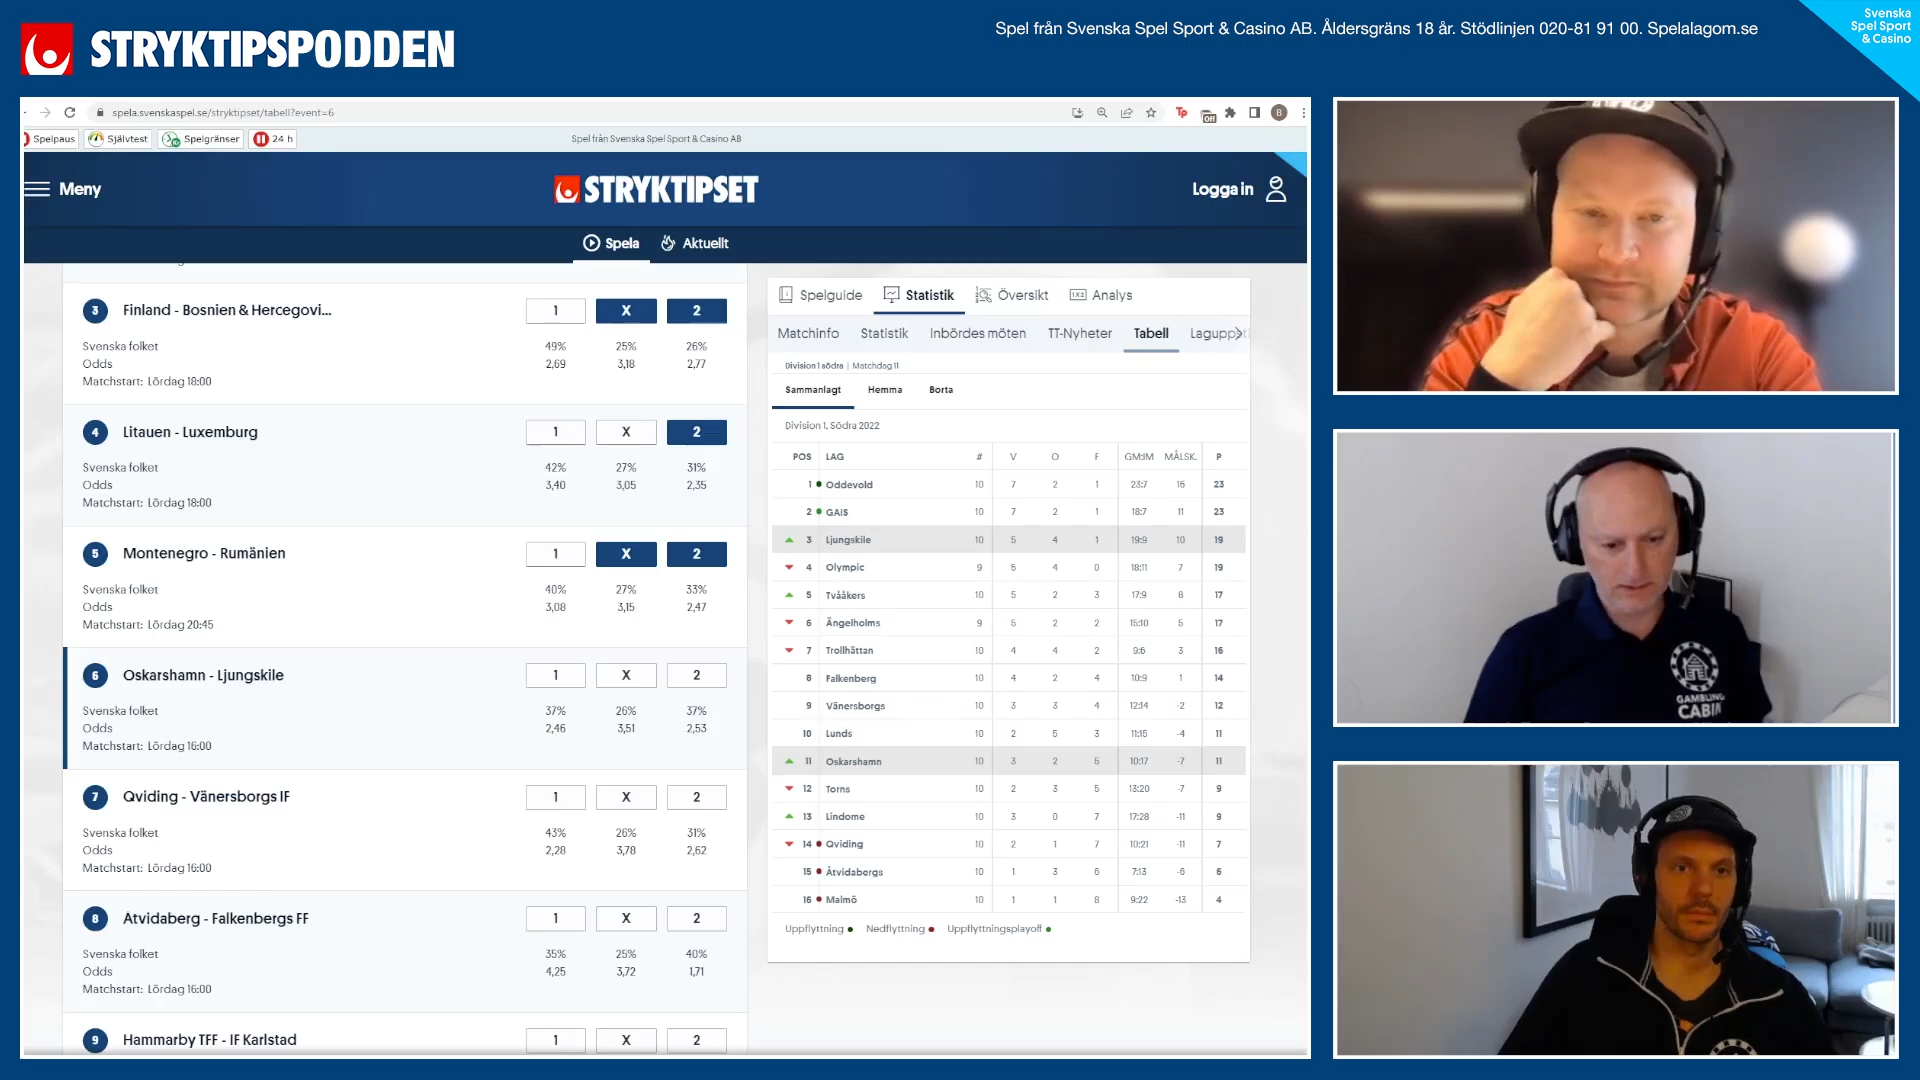 STRYKTIPSPODDEN
Spel från Svenska Spel Sport & Casino AB. Åldersgräns 18 år. Stödlinjen 020-81 91 00. Spelalagom.se
Svenska
Spel Sport
& Casino
spela.svenskaspel.se/stryktipset/tabell?event=6
Spelpaus Självtest Spelgränser 24 h
Spel från Svenska Spel Sport & Casino AB
Meny
STRYKTIPSET
Logga in
Spela Aktuellt
3 Finland - Bosnien & Hercegovi... 1 X 2
Svenska folket 49% 25% 26%
Odds 2,69 3,18 2,77
Matchstart: Lördag 18:00
4 Litauen - Luxemburg 1 X 2
Svenska folket 42% 27% 31%
Odds 3,40 3,05 2,35
Matchstart: Lördag 18:00
5 Montenegro - Rumänien 1 X 2
Svenska folket 40% 27% 33%
Odds 3,08 3,15 2,47
Matchstart: Lördag 20:45
6 Oskarshamn - Ljungskile 1 X 2
Svenska folket 37% 26% 37%
Odds 2,46 3,51 2,53
Matchstart: Lördag 16:00
7 Qviding - Vänersborgs IF 1 X 2
Svenska folket 43% 26% 31%
Odds 2,28 3,78 2,62
Matchstart: Lördag 16:00
8 Åtvidaberg - Falkenbergs FF 1 X 2
Svenska folket 35% 25% 40%
Odds 4,25 3,72 1,71
Matchstart: Lördag 16:00
9 Hammarby TFF - IF Karlstad 1 X 2
Spelguide Statistik Översikt Analys
Matchinfo Statistik Inbördes möten TT-Nyheter Tabell Laguppst
Division 1 södra | Matchdag 11
Sammanlagt Hemma Borta
Division 1, Södra 2022
POS LAG # V O F GM:IM MÅLSK. P
1 Oddevold 10 7 2 1 23:7 16 23
2 GAIS 10 7 2 1 18:7 11 23
3 Ljungskile 10 5 4 1 19:9 10 19
4 Olympic 9 5 4 0 18:11 7 19
5 Tvååkers 10 5 2 3 17:9 8 17
6 Ängelholms 9 5 2 2 15:10 5 17
7 Trollhättan 10 4 4 2 9:6 3 16
8 Falkenberg 10 4 2 4 10:9 1 14
9 Vänersborgs 10 3 3 4 12:14 -2 12
10 Lunds 10 2 5 3 11:15 -4 11
11 Oskarshamn 10 3 2 5 10:17 -7 11
12 Torns 10 2 3 5 13:20 -7 9
13 Lindome 10 3 0 7 17:28 -11 9
14 Qviding 10 2 1 7 10:21 -11 7
15 Åtvidabergs 10 1 3 6 7:13 -6 6
16 Malmö 10 1 1 8 9:22 -13 4
Uppflyttning Nedflyttning Uppflyttningsplayoff
GAMBLING
CABIN